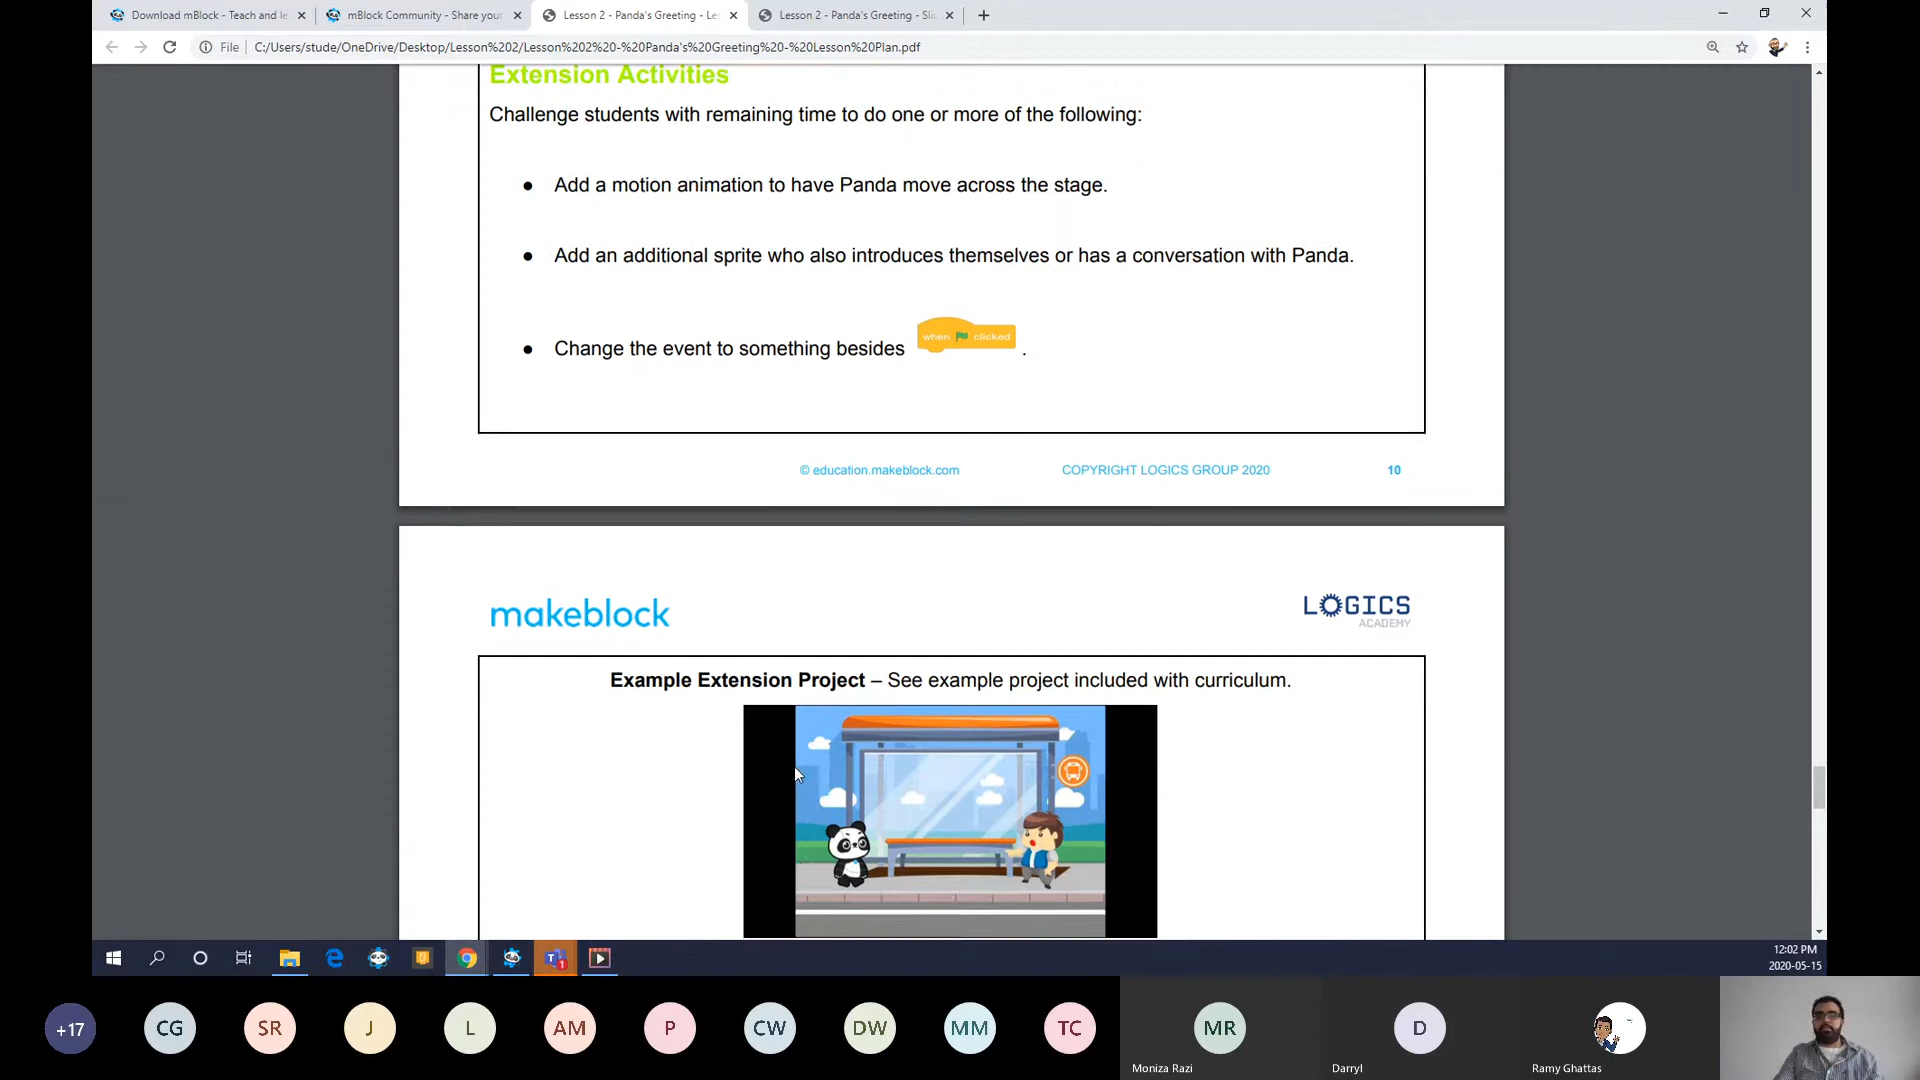 Download mBlock - Teach and le
mBlock Community - Share your
Lesson 2 - Panda's Greeting - Le
Lesson 2 - Panda's Greeting - Sli
File
C:/Users/stude/OneDrive/Desktop/Lesson%202/Lesson%202%20-%20Panda's%20Greeting%20-%20Lesson%20Plan.pdf
Extension Activities
Challenge students with remaining time to do one or more of the following:
● Add a motion animation to have Panda move across the stage.
● Add an additional sprite who also introduces themselves or has a conversation with Panda.
● Change the event to something besides when clicked .
© education.makeblock.com COPYRIGHT LOGICS GROUP 2020 10
makeblock
LOGICS
ACADEMY
Example Extension Project – See example project included with curriculum.
12:02 PM
2020-05-15
+17 CG SR J L AM P CW DW MM TC MR D
Moniza Razi Darryl Ramy Ghattas